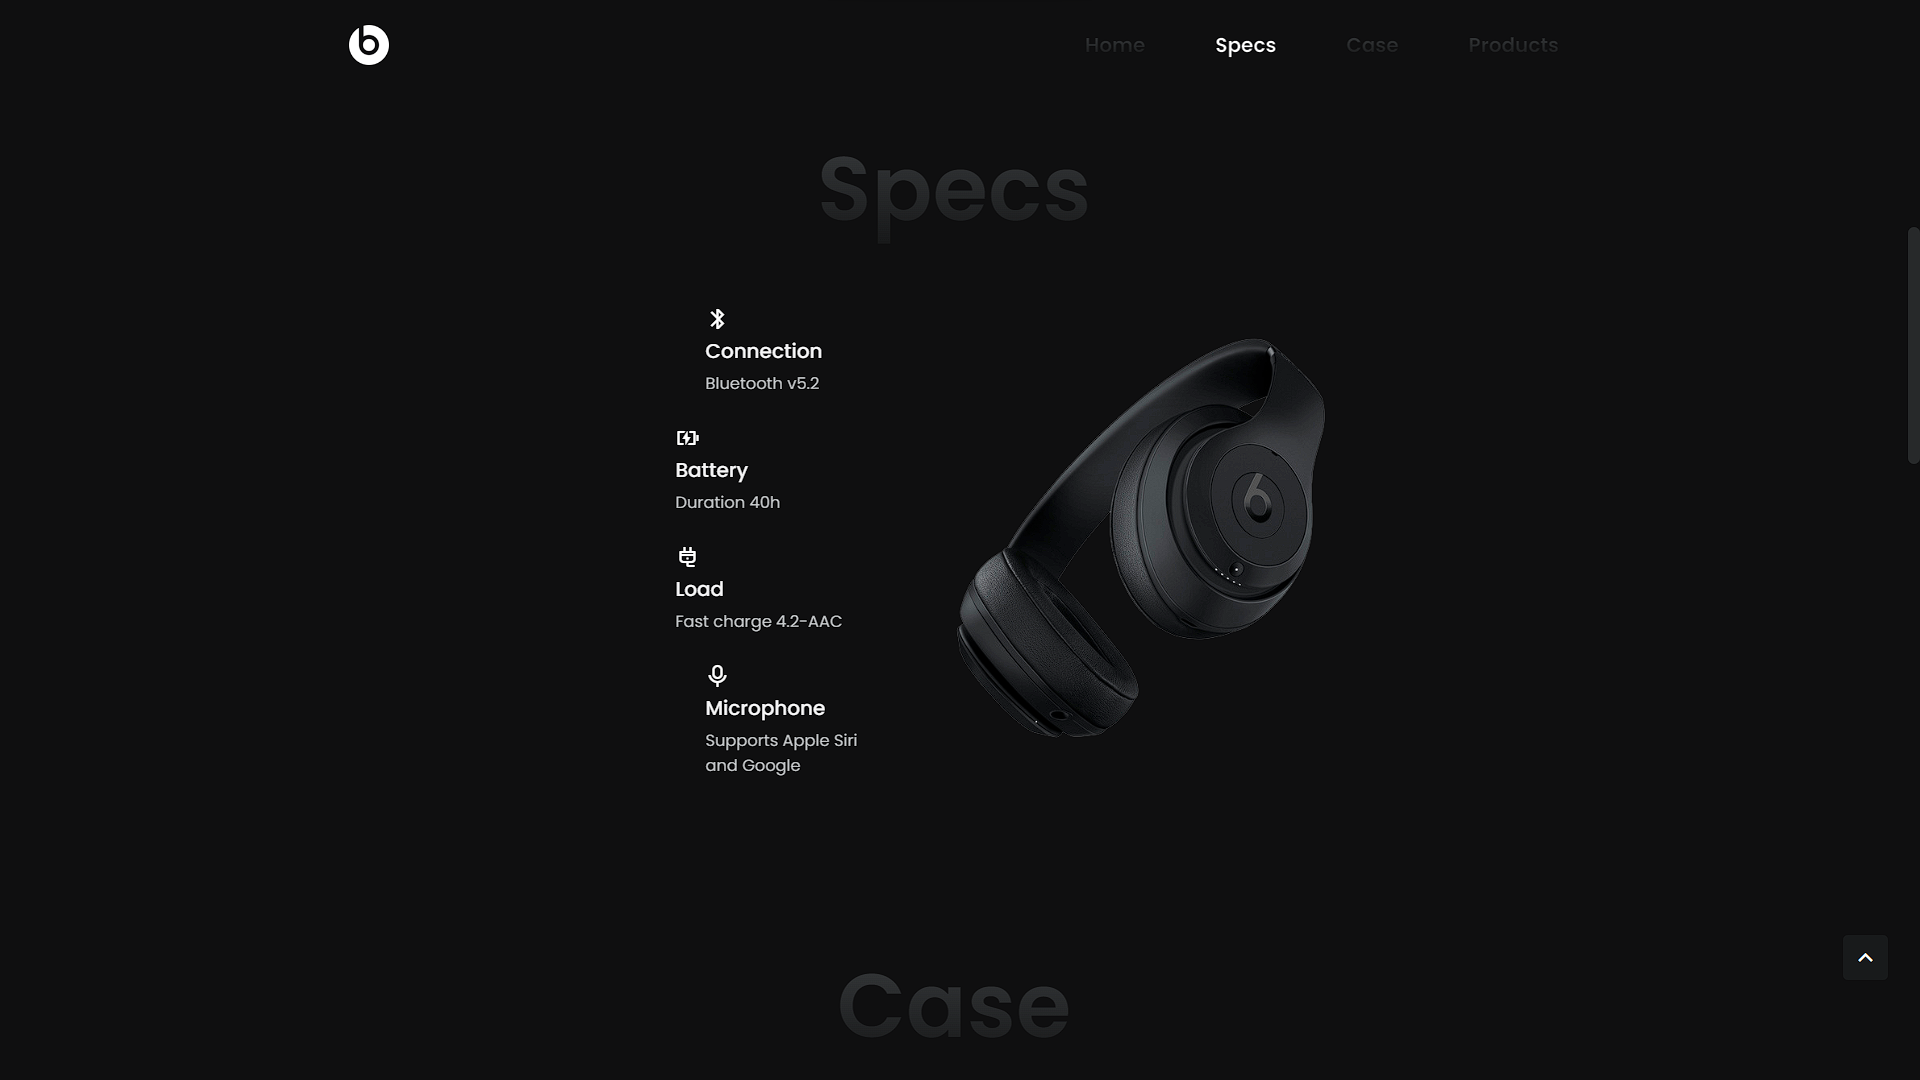 Home Specs Case Products
Specs
Connection
Bluetooth v5.2
Battery
Duration 40h
Load
Fast charge 4.2-AAC
Microphone
Supports Apple Siri
and Google
Case